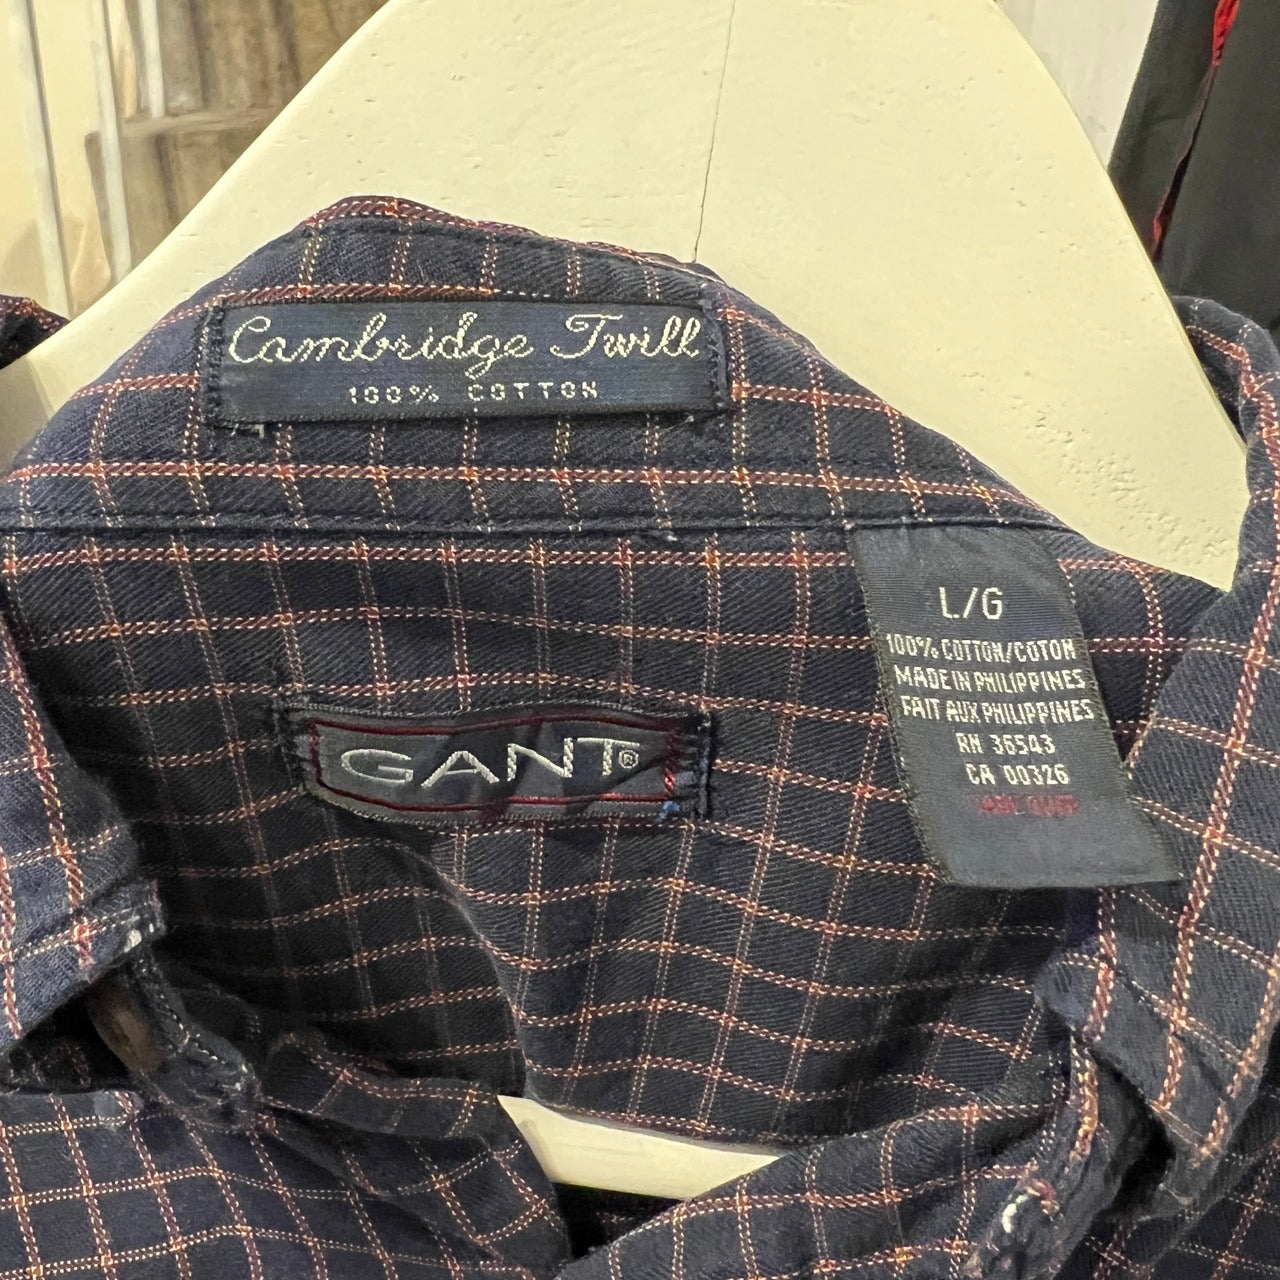 Cambridge Twill
100% COTTON
L/G
100% COTTON/COTON
MADE IN PHILIPPINES
FAIT AUX PHILIPPINES
RN 36543
CA 00326
GANT®